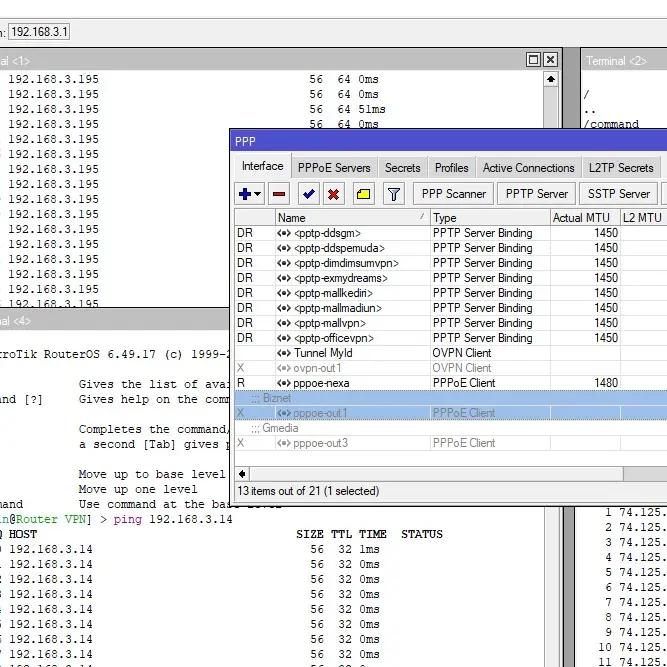 n: 192.168.3.1
al <1>
192.168.3.195 56 64 0ms
192.168.3.195 56 64 0ms
192.168.3.195 56 64 51ms
192.168.3.195 56 64 0ms
192.168.3.195
192.168.3.195
192.168.3.195
192.168.3.195
192.168.3.195
192.168.3.195
192.168.3.195
192.168.3.195
192.168.3.195
192.168.3.195
192.168.3.195
192.168.3.195
Terminal <2>
/
..
/command
PPP
Interface PPPoE Servers Secrets Profiles Active Connections L2TP Secrets
PPP Scanner PPTP Server SSTP Server
Name / Type Actual MTU L2 MTU
DR <pptp-ddsgm> PPTP Server Binding 1450
DR <pptp-ddspemuda> PPTP Server Binding 1450
DR <pptp-dimdimsumvpn> PPTP Server Binding 1450
DR <pptp-exmydreams> PPTP Server Binding 1450
DR <pptp-mallkediri> PPTP Server Binding 1450
DR <pptp-mallmadiun> PPTP Server Binding 1450
DR <pptp-mallvpn> PPTP Server Binding 1450
DR <pptp-officevpn> PPTP Server Binding 1450
Tunnel MyId OVPN Client
X ovpn-out1 OVPN Client
R pppoe-nexa PPPoE Client 1480
;;; Biznet
X pppoe-out1 PPPoE Client
;;; Gmedia
X pppoe-out3 PPPoE Client
13 items out of 21 (1 selected)
al <4>
roTik RouterOS 6.49.17 (c) 1999-2
Gives the list of avai
and [?] Gives help on the comm
Completes the command/
a second [Tab] gives p
Move up to base level
Move up one level
mand Use command at the base level
in@Router VPN] > ping 192.168.3.14
Q HOST SIZE TTL TIME STATUS
0 192.168.3.14 56 32 1ms
1 192.168.3.14 56 32 0ms
2 192.168.3.14 56 32 0ms
3 192.168.3.14 56 32 0ms
4 192.168.3.14 56 32 0ms
5 192.168.3.14 56 32 0ms
6 192.168.3.14 56 32 0ms
7 192.168.3.14 56 32 0ms
1 74.125.
2 74.125.
3 74.125.
4 74.125.
5 74.125.
6 74.125.
7 74.125.
8 74.125.
9 74.125.
10 74.125.
11 74.125.